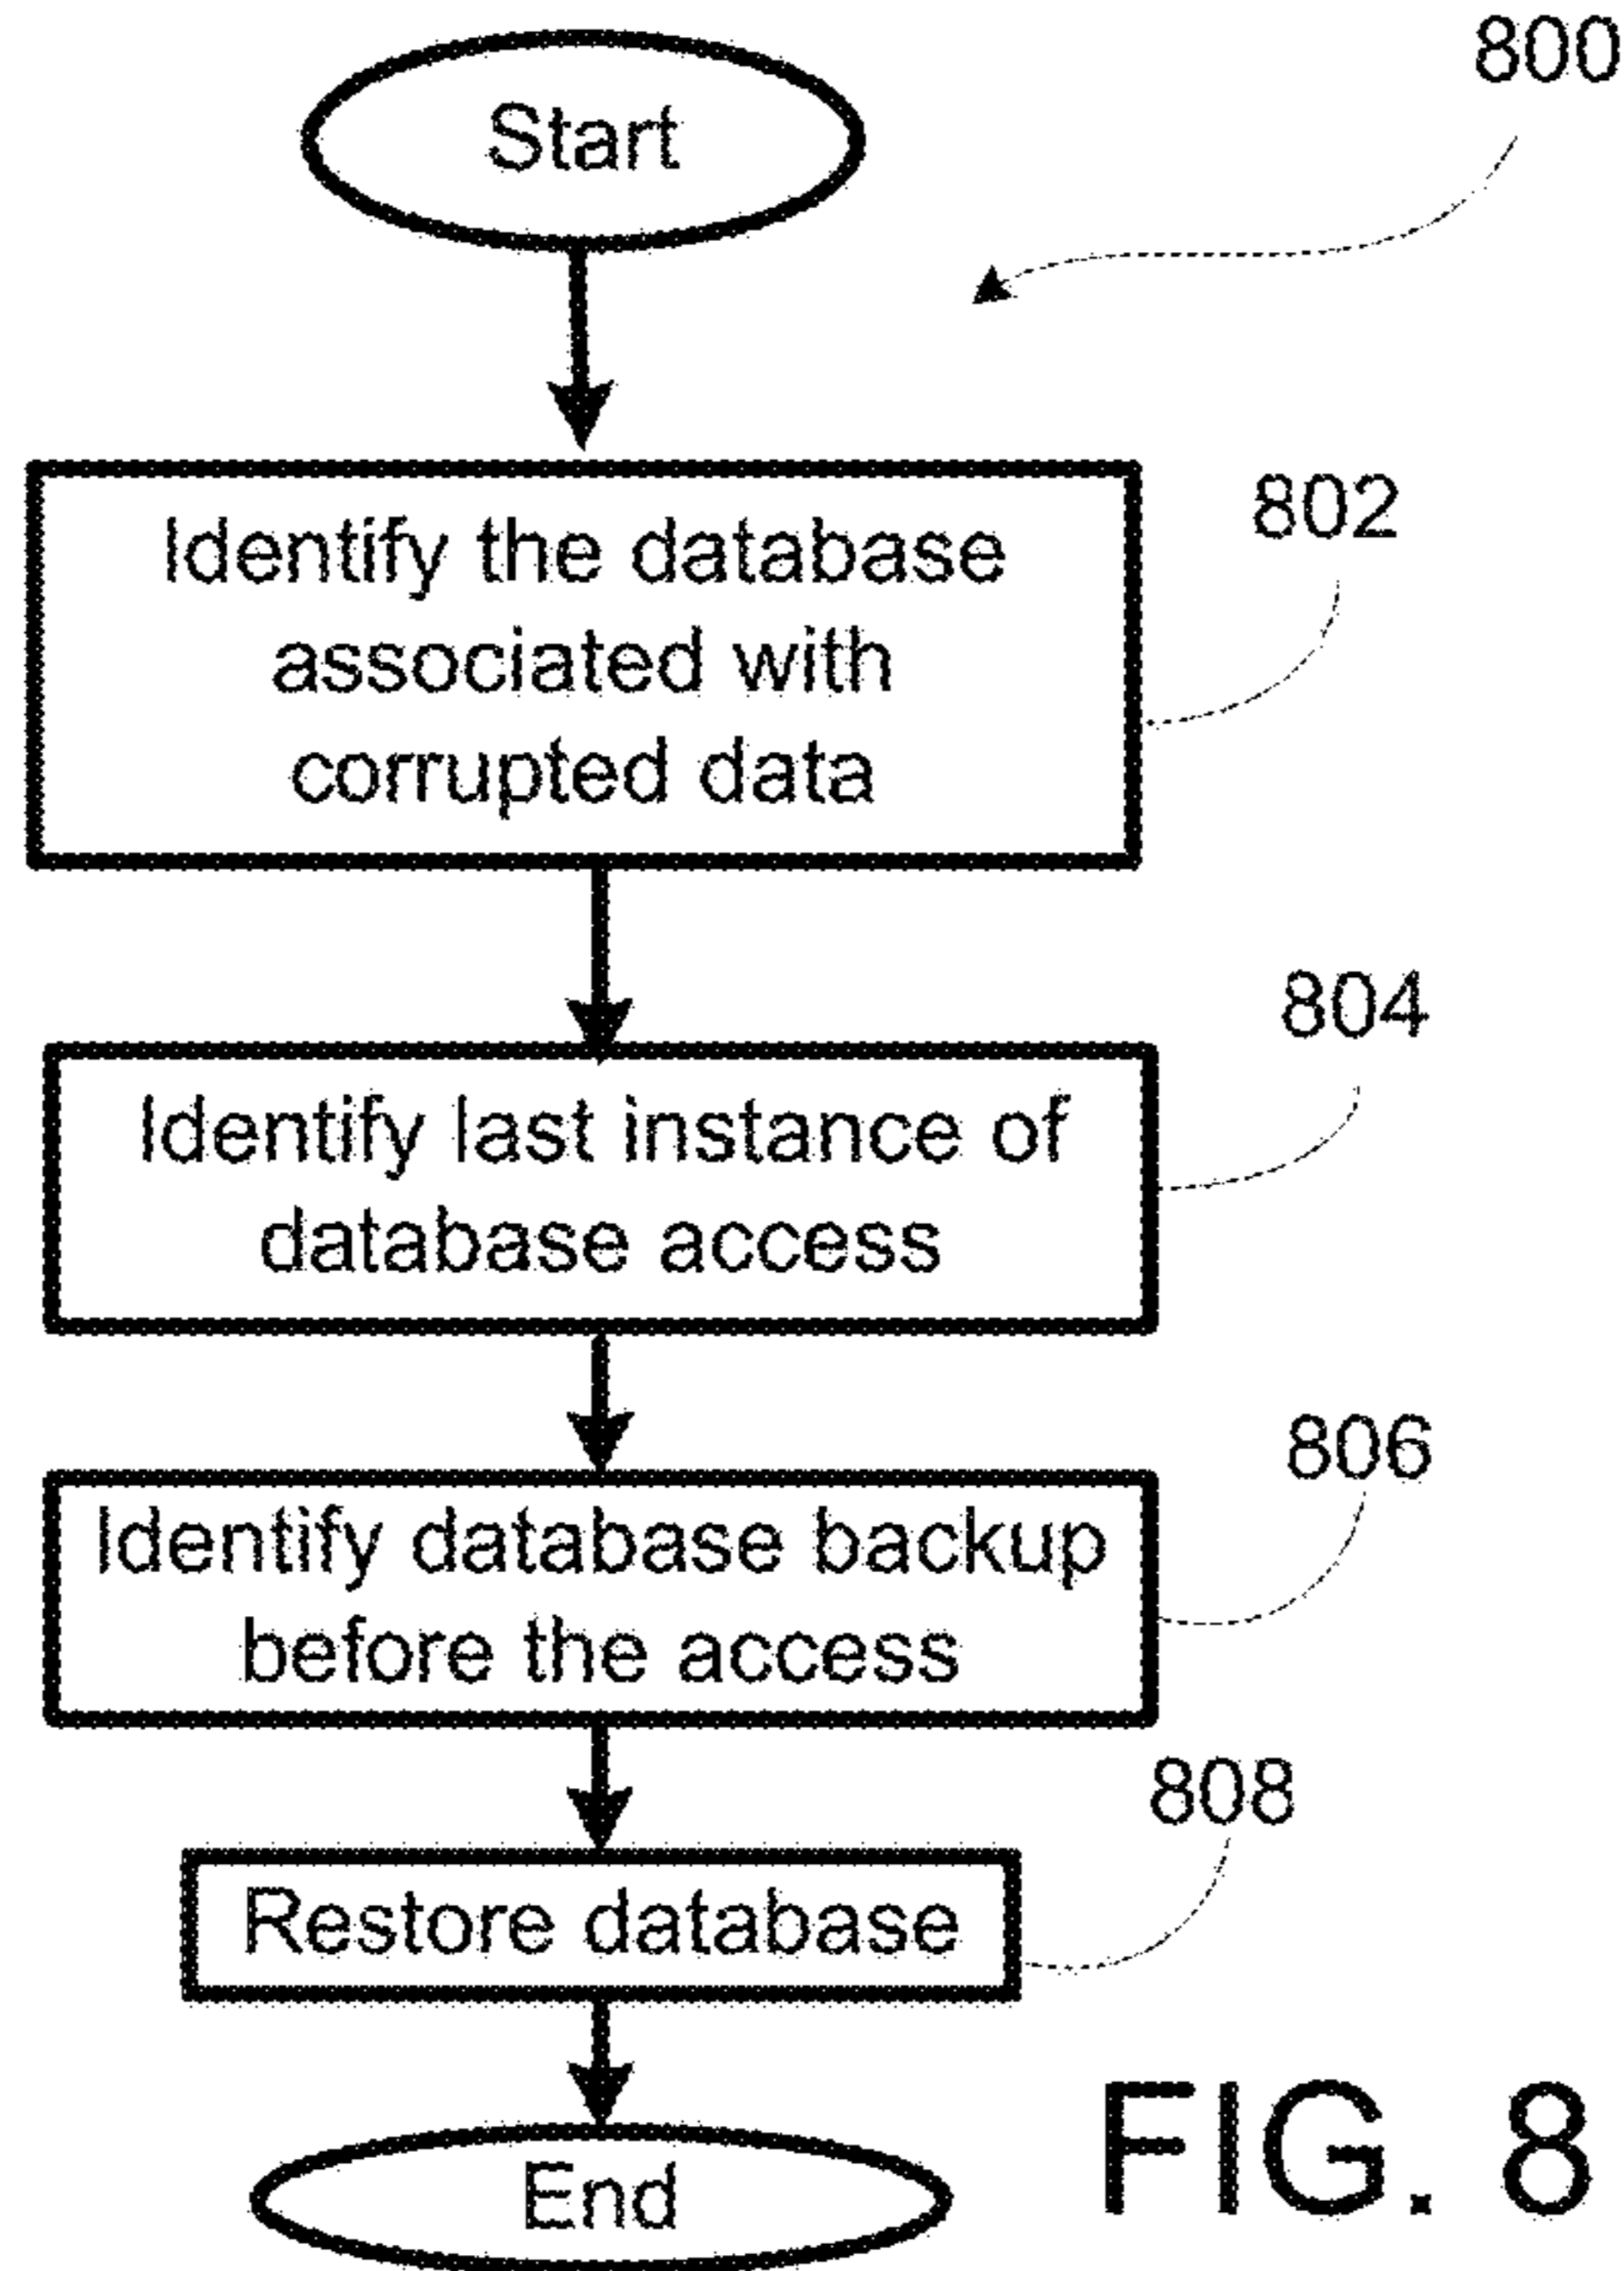 800
Start
802
Identify the database
associated with
corrupted data
804
Identify last instance of
database access
806
Identify database backup
before the access
808
Restore database
End
FIG. 8